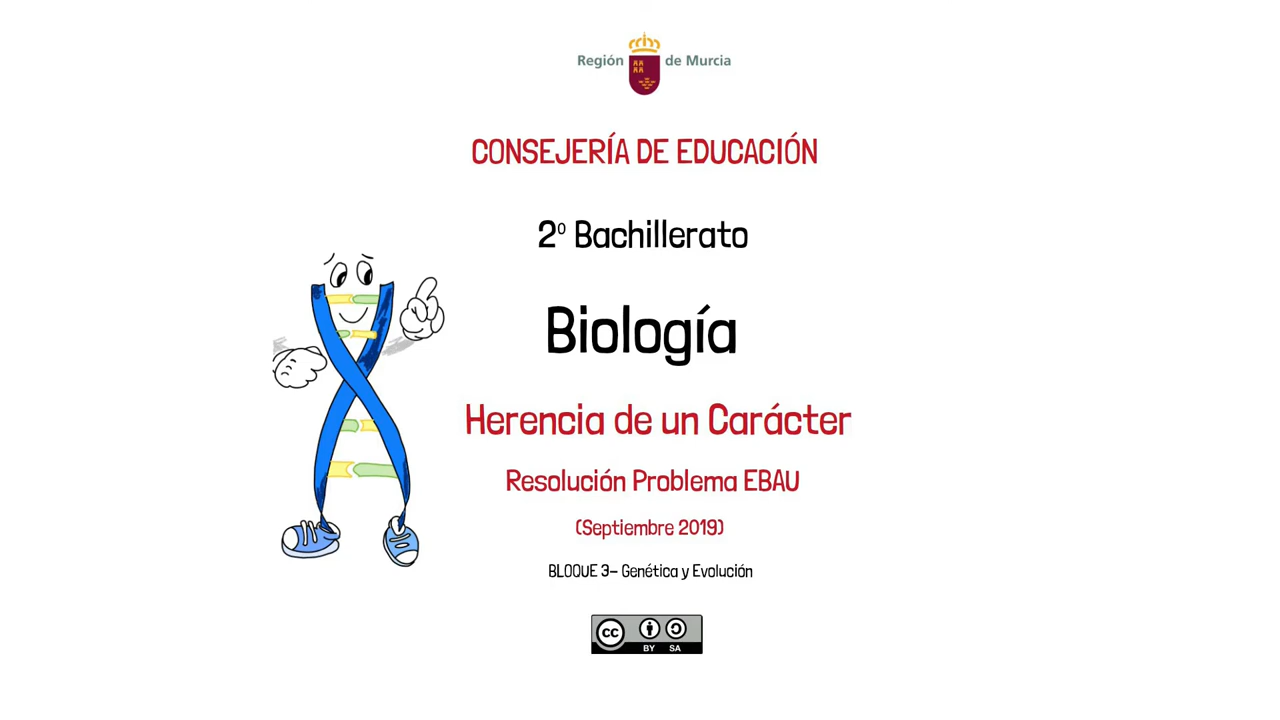 Región de Murcia
CONSEJERÍA DE EDUCACIÓN
2º Bachillerato
Biología
Herencia de un Carácter
Resolución Problema EBAU
(Septiembre 2019)
BLOQUE 3- Genética y Evolución
cc
BY SA